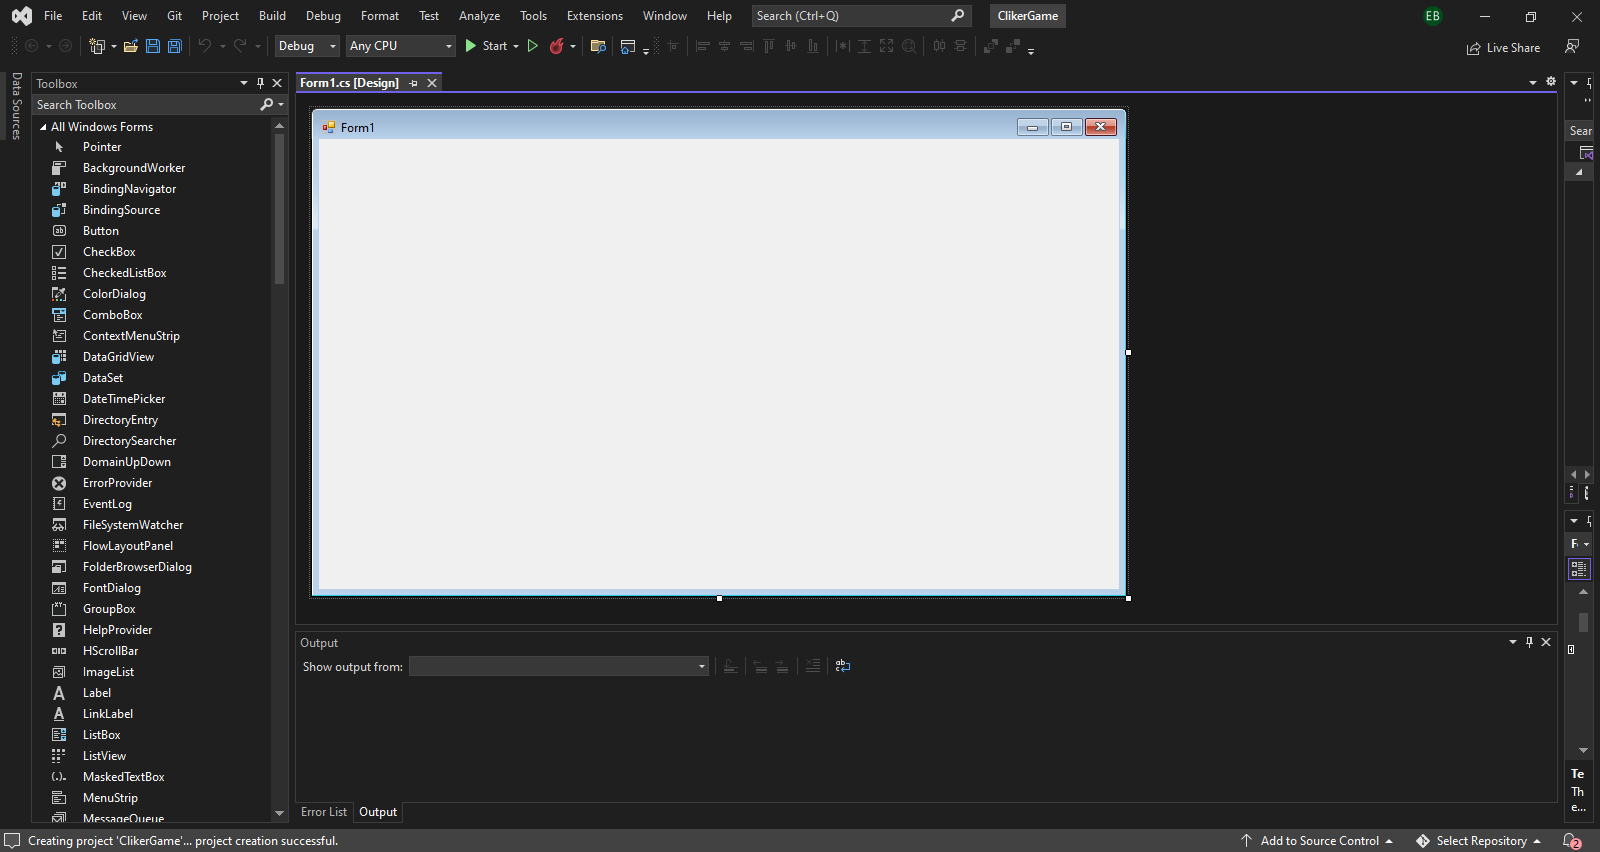 File Edit View Git Project Build Debug Format Test Analyze Tools Extensions Window Help Search (Ctrl+Q) ClikerGame EB
Debug Any CPU Start Live Share
Data Sources
Toolbox
Search Toolbox
All Windows Forms
Pointer
BackgroundWorker
BindingNavigator
BindingSource
Button
CheckBox
CheckedListBox
ColorDialog
ComboBox
ContextMenuStrip
DataGridView
DataSet
DateTimePicker
DirectoryEntry
DirectorySearcher
DomainUpDown
ErrorProvider
EventLog
FileSystemWatcher
FlowLayoutPanel
FolderBrowserDialog
FontDialog
GroupBox
HelpProvider
HScrollBar
ImageList
Label
LinkLabel
ListBox
ListView
MaskedTextBox
MenuStrip
MessageQueue
Form1.cs [Design]
Form1
Output
Show output from:
Error List Output
Sear
Te
Th
e...
Creating project 'ClikerGame'... project creation successful.
Add to Source Control Select Repository 2